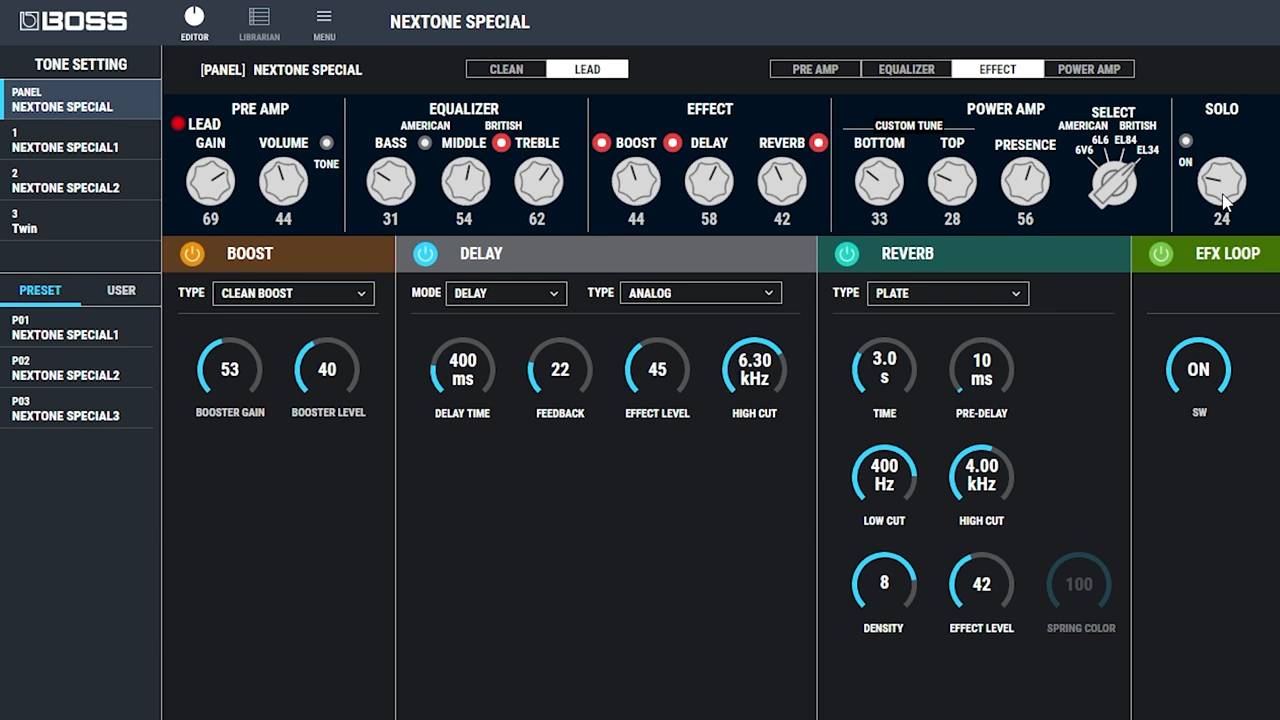 BOSS
EDITOR
LIBRARIAN
MENU
NEXTONE SPECIAL
TONE SETTING
PANEL
NEXTONE SPECIAL
1
NEXTONE SPECIAL1
2
NEXTONE SPECIAL2
3
Twin
PRESET USER
P01
NEXTONE SPECIAL1
P02
NEXTONE SPECIAL2
P03
NEXTONE SPECIAL3
[PANEL] NEXTONE SPECIAL
CLEAN LEAD
PRE AMP EQUALIZER EFFECT POWER AMP
PRE AMP
LEAD
GAIN VOLUME
TONE
69 44
EQUALIZER
AMERICAN BRITISH
BASS MIDDLE TREBLE
31 54 62
EFFECT
BOOST DELAY REVERB
44 58 42
POWER AMP
CUSTOM TUNE
BOTTOM TOP PRESENCE
33 28 56
SELECT
AMERICAN BRITISH
6V6 6L6 EL84 EL34
SOLO
ON
24
BOOST
TYPE CLEAN BOOST
53 40
BOOSTER GAIN BOOSTER LEVEL
DELAY
MODE DELAY TYPE ANALOG
400 ms 22 45 6.30 kHz
DELAY TIME FEEDBACK EFFECT LEVEL HIGH CUT
REVERB
TYPE PLATE
3.0 s 10 ms
TIME PRE-DELAY
400 Hz 4.00 kHz
LOW CUT HIGH CUT
8 42 100
DENSITY EFFECT LEVEL SPRING COLOR
EFX LOOP
ON
SW